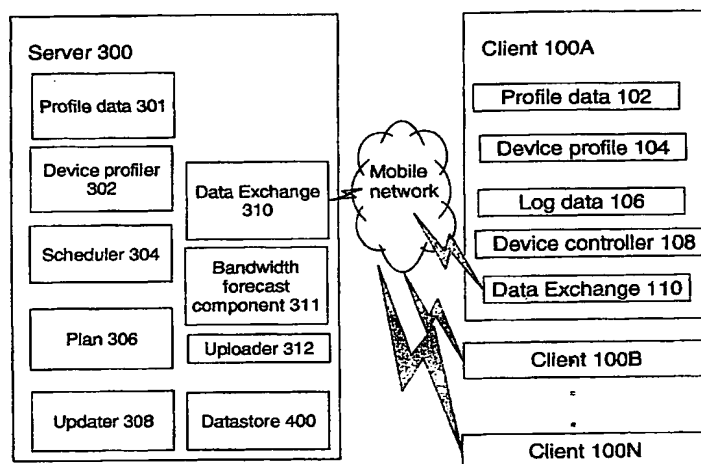 Server 300
Profile data 301
Device profiler
302
Scheduler 304
Plan 306
Updater 308
Data Exchange
310
Bandwidth
forecast
component 311
Uploader 312
Datastore 400
Mobile
network
Client 100A
Profile data 102
Device profile 104
Log data 106
Device controller 108
Data Exchange 110
Client 100B
Client 100N